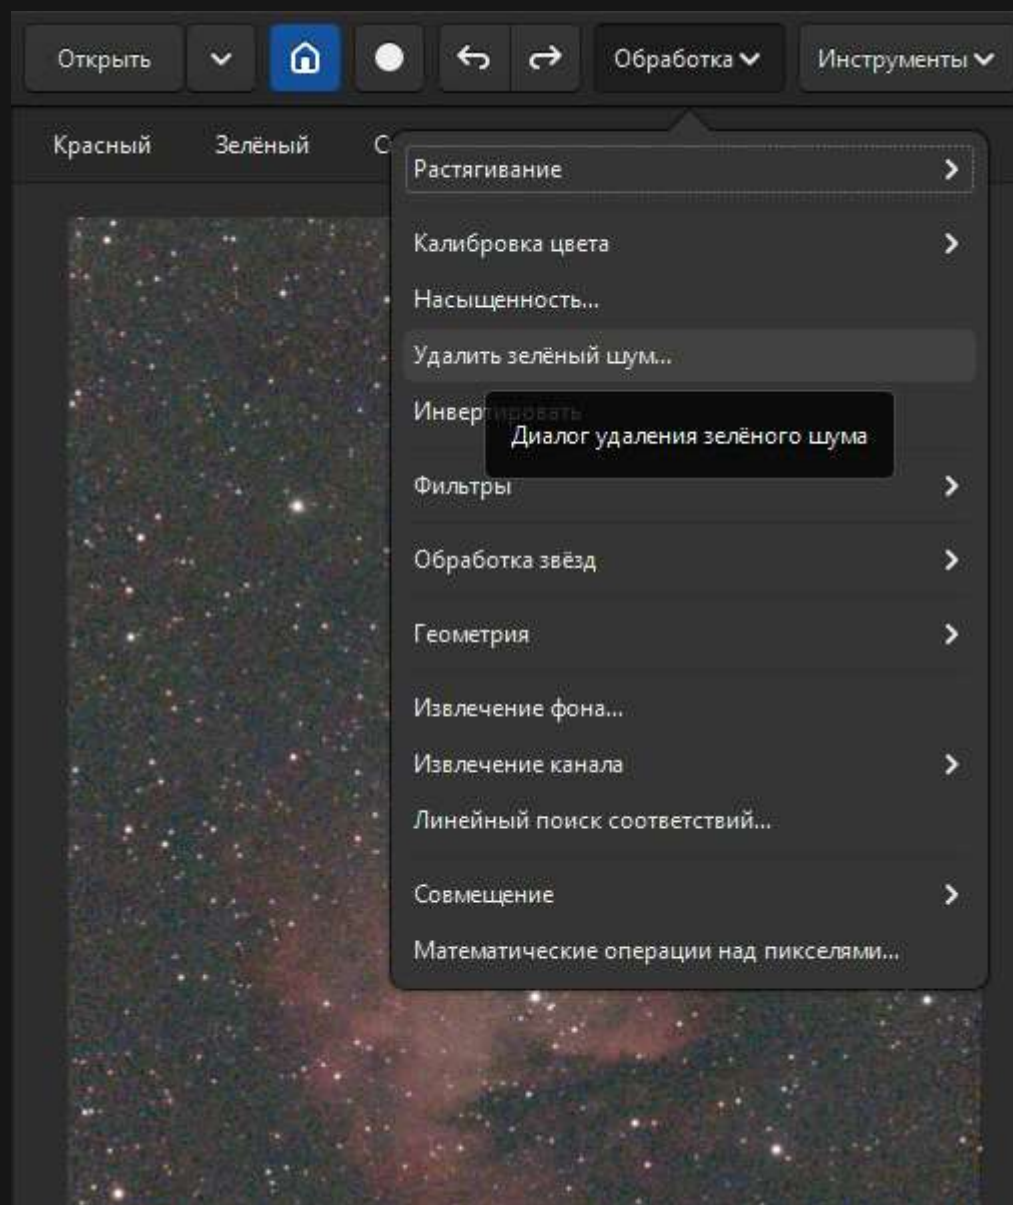 Открыть
Обработка
Инструменты
Красный
Зелёный
С
Растягивание
Калибровка цвета
Насыщенность...
Удалить зелёный шум...
Инвертировать
Диалог удаления зелёного шума
Фильтры
Обработка звёзд
Геометрия
Извлечение фона...
Извлечение канала
Линейный поиск соответствий...
Совмещение
Математические операции над пикселями...